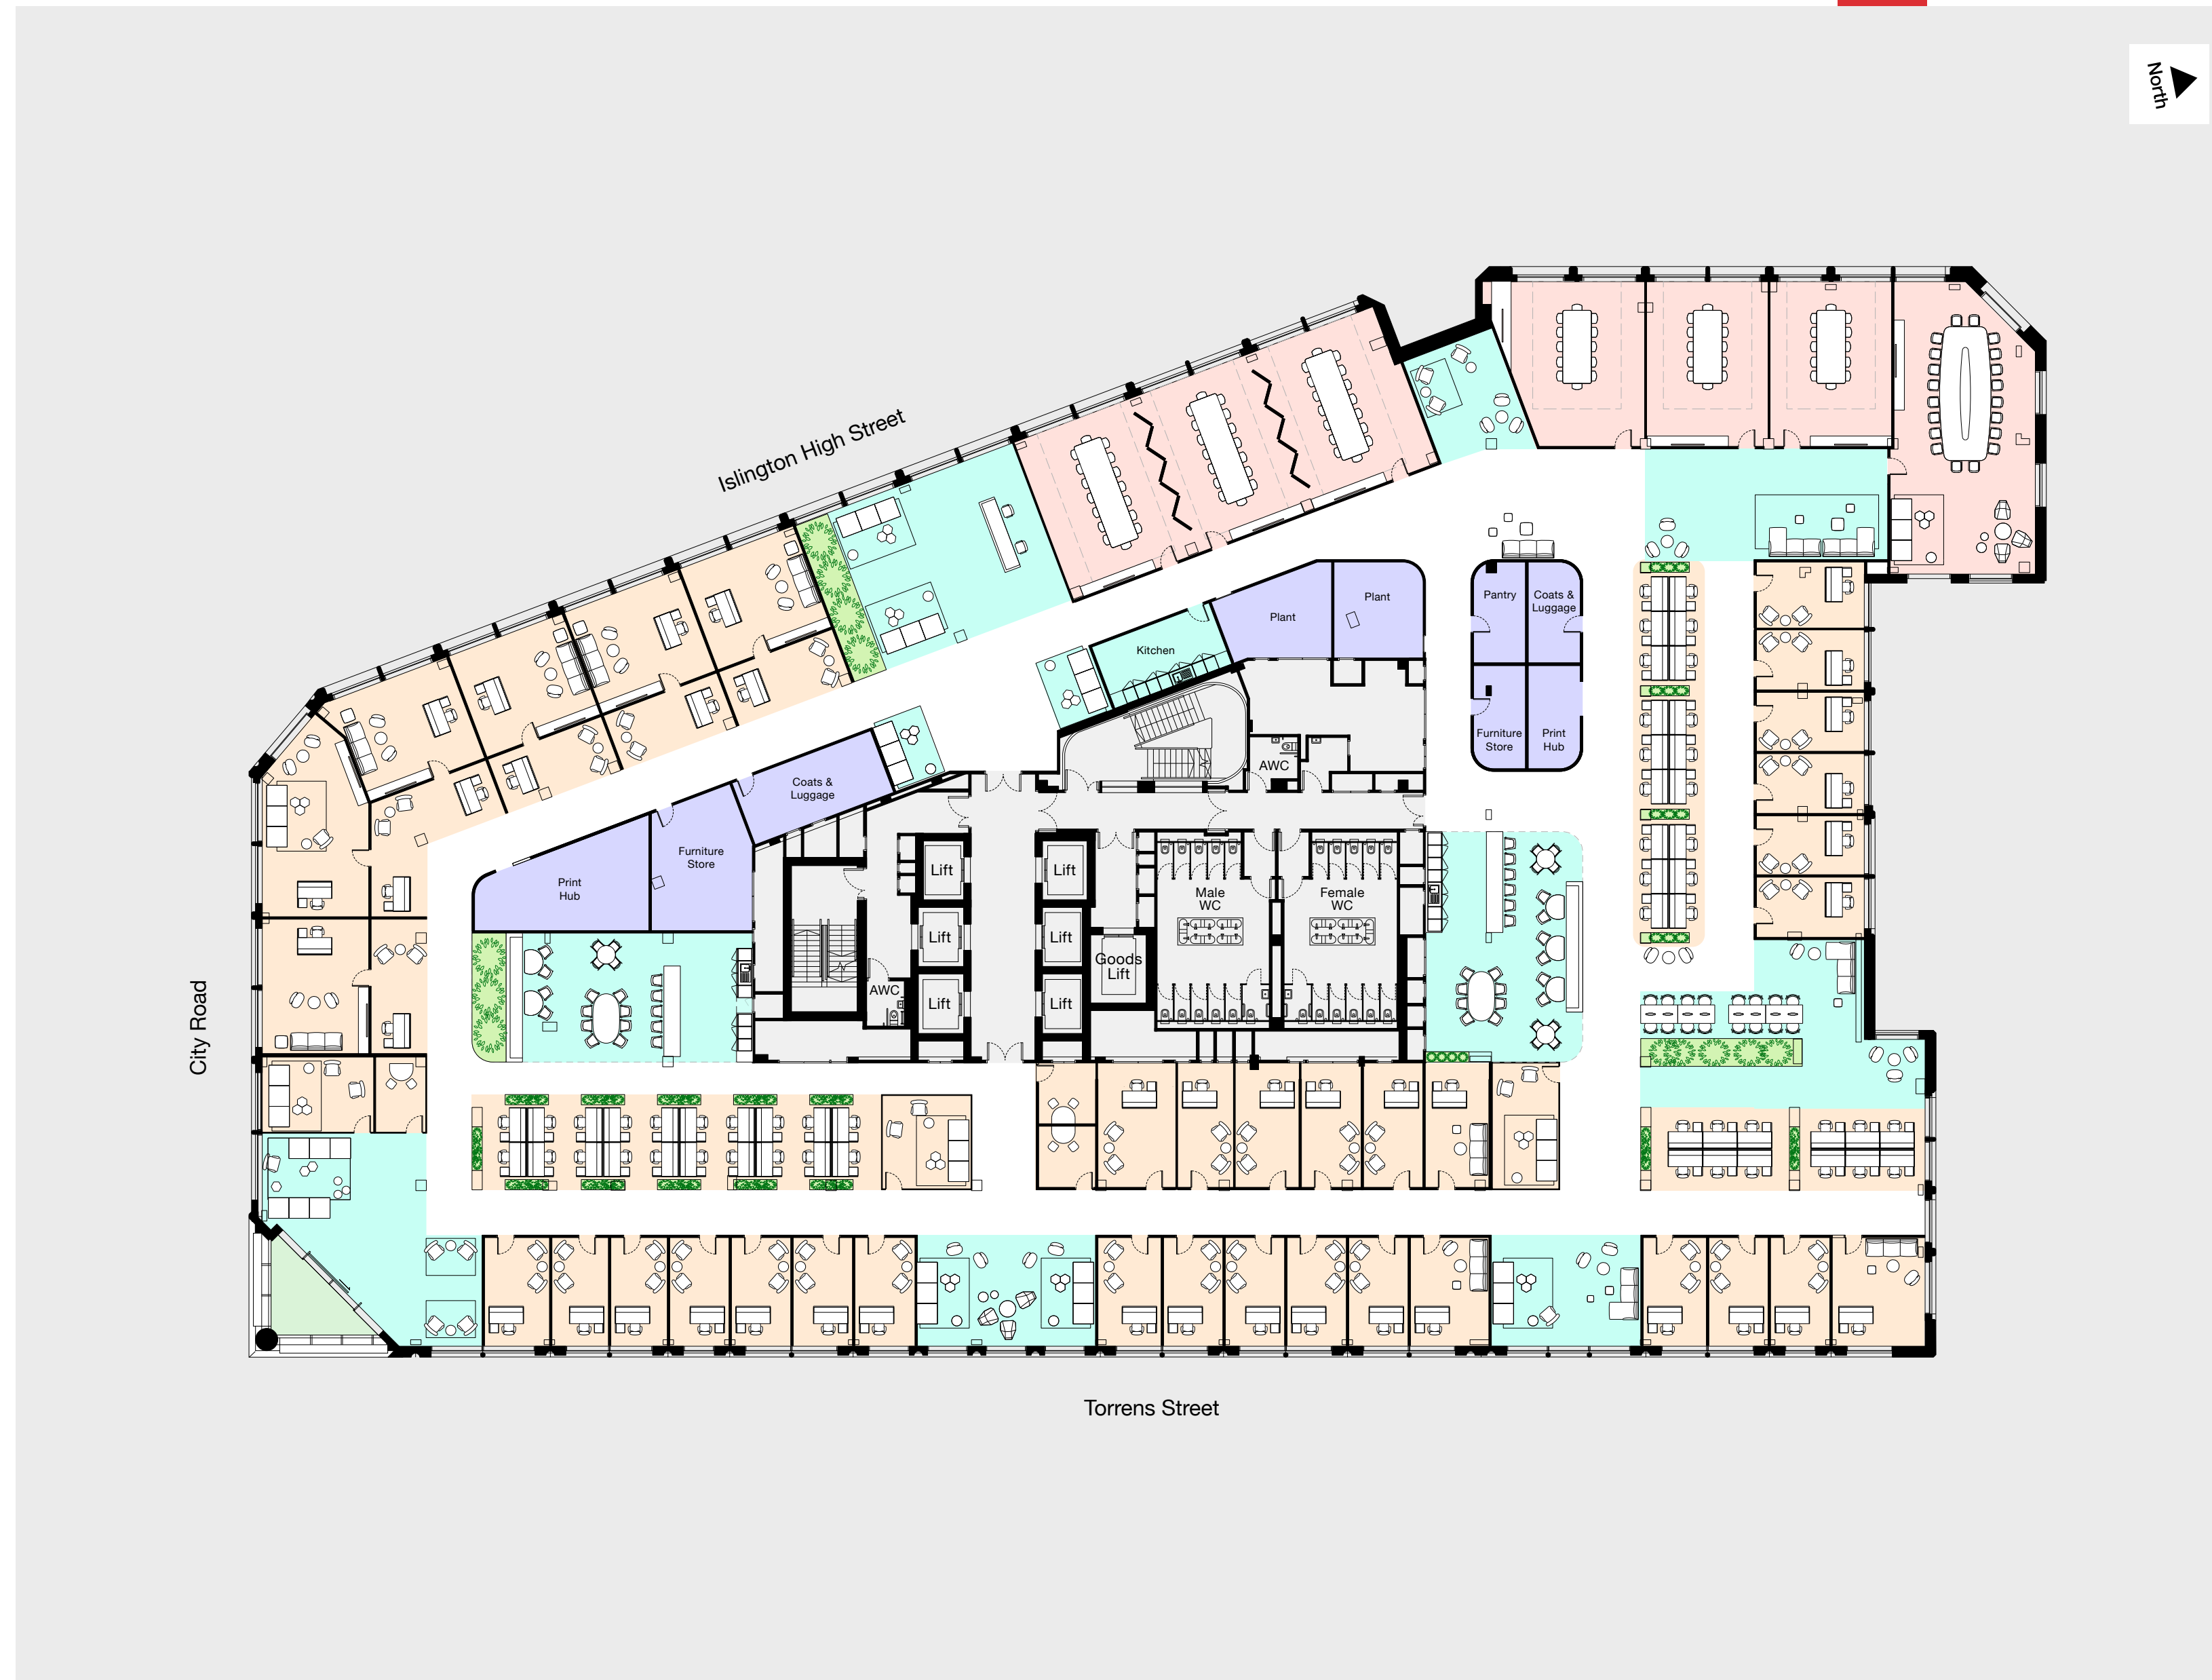 North
Islington High Street
Plant
Plant
Pantry
Coats &
Luggage
Kitchen
Furniture
Store
Print
Hub
AWC
Coats &
Luggage
Furniture
Store
Print
Hub
Lift
Lift
Male
WC
Female
WC
Lift
Lift
Goods
Lift
AWC
Lift
Lift
City Road
Torrens Street